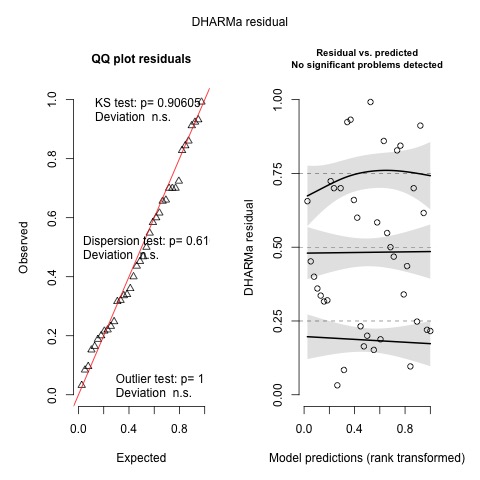 DHARMa residual
QQ plot residuals
KS test: p= 0.90605
Deviation n.s.
Dispersion test: p= 0.61
Deviation n.s.
Outlier test: p= 1
Deviation n.s.
Observed
0.0 0.2 0.4 0.6 0.8 1.0
0.0 0.4 0.8
Expected
Residual vs. predicted
No significant problems detected
DHARMa residual
0.00 0.25 0.50 0.75 1.00
0.0 0.4 0.8
Model predictions (rank transformed)